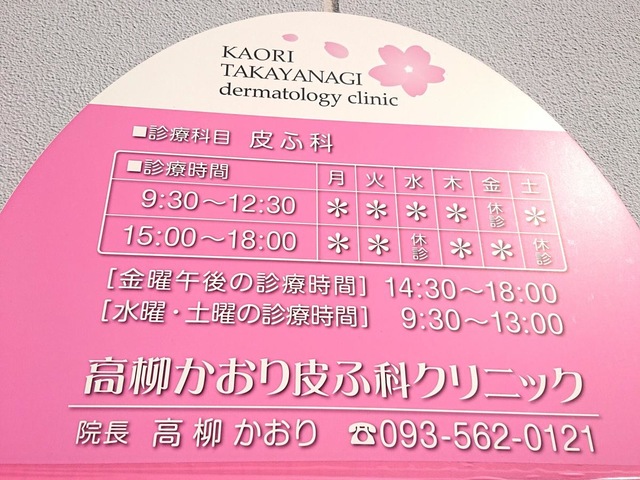 KAORI
TAKAYANAGI
dermatology clinic
■診療科目 皮ふ科
■診療時間 月 火 水 木 金 土
9:30～12:30 ＊ ＊ ＊ ＊ 休診 ＊
15:00～18:00 ＊ ＊ 休診 ＊ ＊ 休診
[金曜午後の診療時間] 14:30～18:00
[水曜・土曜の診療時間] 9:30～13:00
高柳かおり皮ふ科クリニック
院長 高柳 かおり ☎093-562-0121